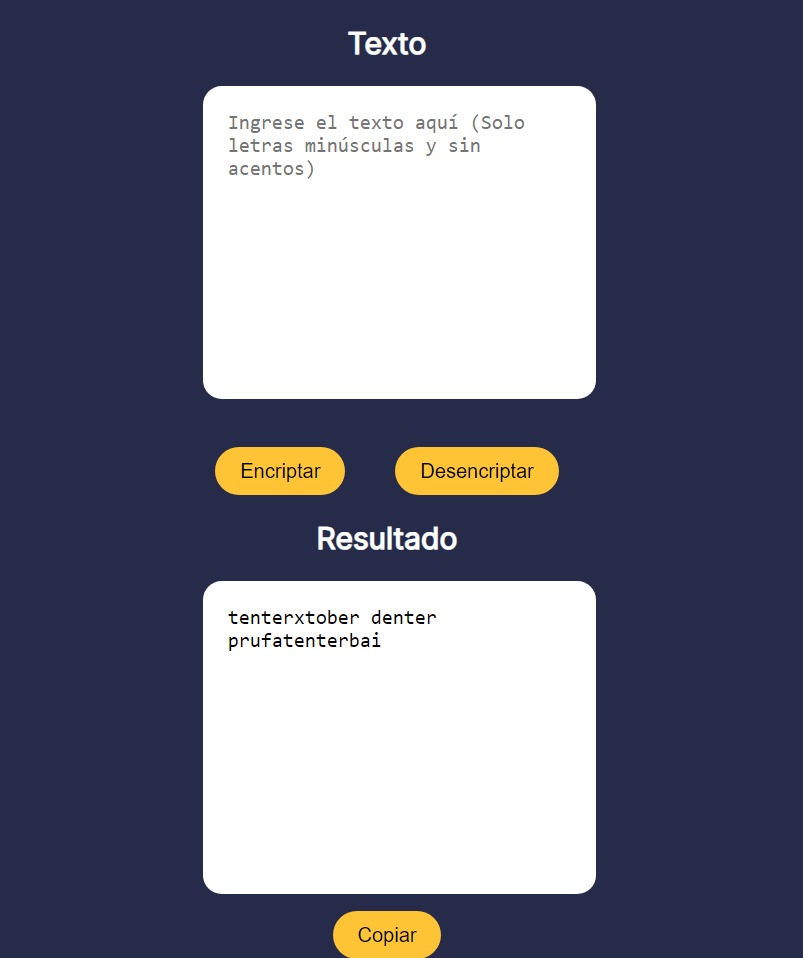 Texto
Ingrese el texto aquí (Solo
letras minúsculas y sin
acentos)
Encriptar Desencriptar
Resultado
tenterxtober denter
prufatenterbai
Copiar